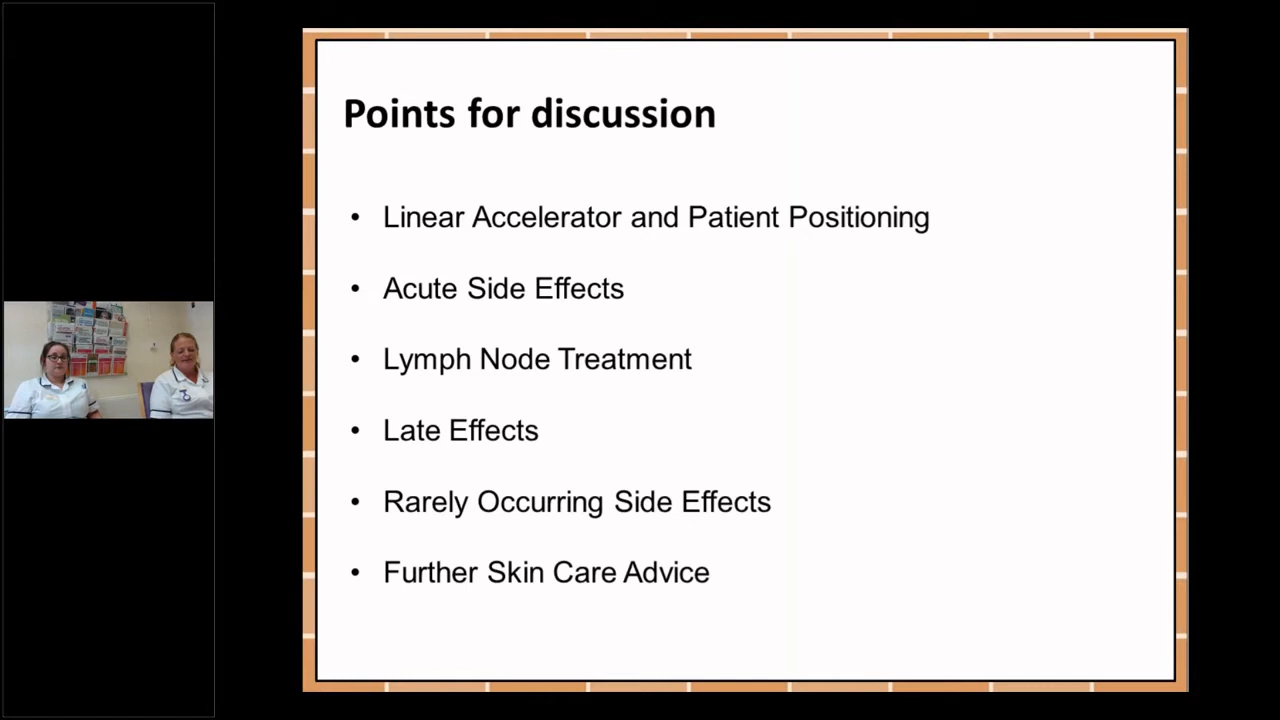 Points for discussion
• Linear Accelerator and Patient Positioning
• Acute Side Effects
• Lymph Node Treatment
• Late Effects
• Rarely Occurring Side Effects
• Further Skin Care Advice